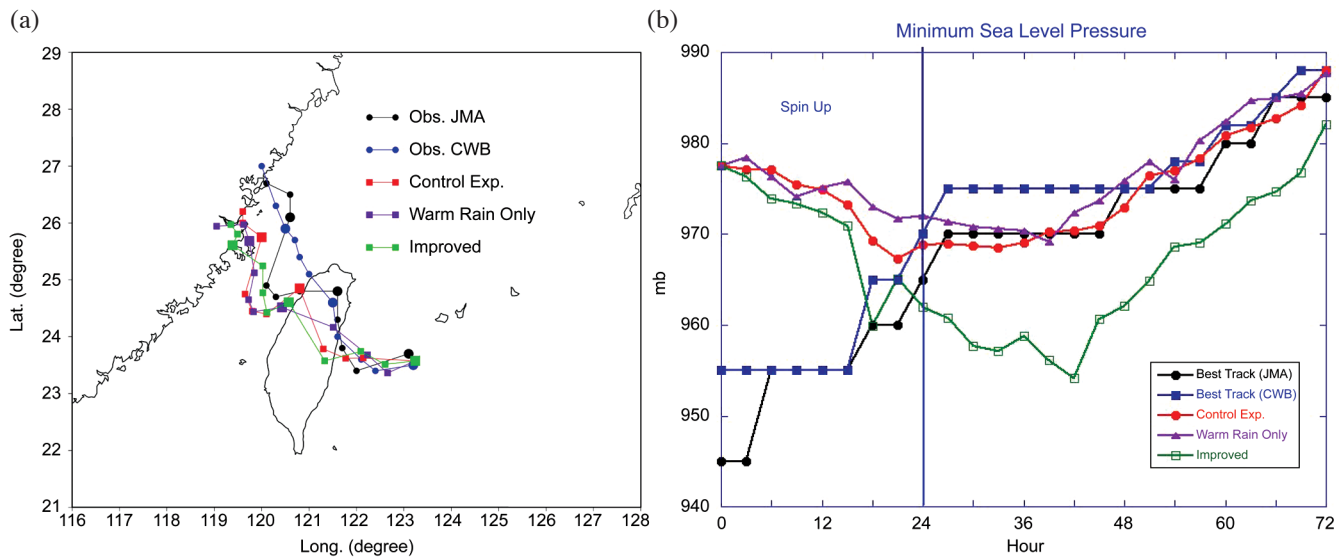 (a)
29
28
27
26
25
24
23
22
21
116 117 118 119 120 121 122 123 124 125 126 127 128
Lat. (degree)
Long. (degree)
Obs. JMA
Obs. CWB
Control Exp.
Warm Rain Only
Improved
(b)
Minimum Sea Level Pressure
990
980
970
960
950
940
mb
Spin Up
Best Track (JMA)
Best Track (CWB)
Control Exp.
Warm Rain Only
Improved
0 12 24 36 48 60 72
Hour